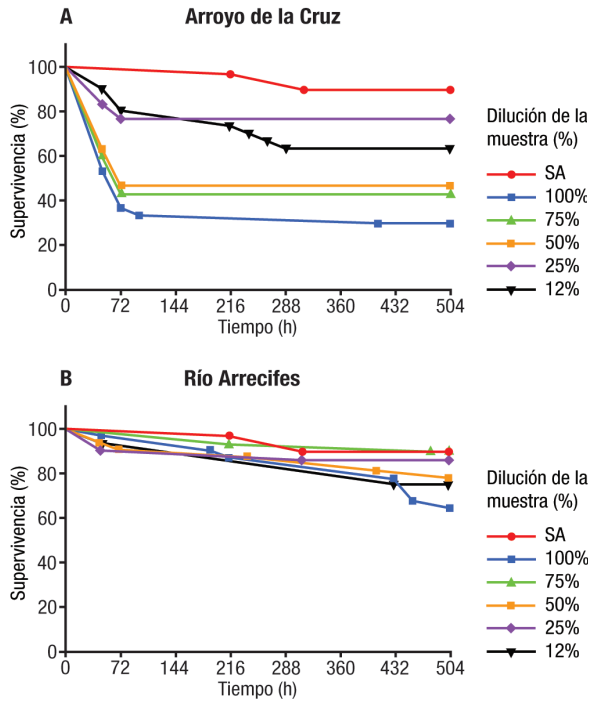 A Arroyo de la Cruz
Supervivencia (%)
100
80
60
40
20
0
0 72 144 216 288 360 432 504
Tiempo (h)
Dilución de la
muestra (%)
SA
100%
75%
50%
25%
12%
B Río Arrecifes
Supervivencia (%)
100
80
60
40
20
0
0 72 144 216 288 360 432 504
Tiempo (h)
Dilución de la
muestra (%)
SA
100%
75%
50%
25%
12%